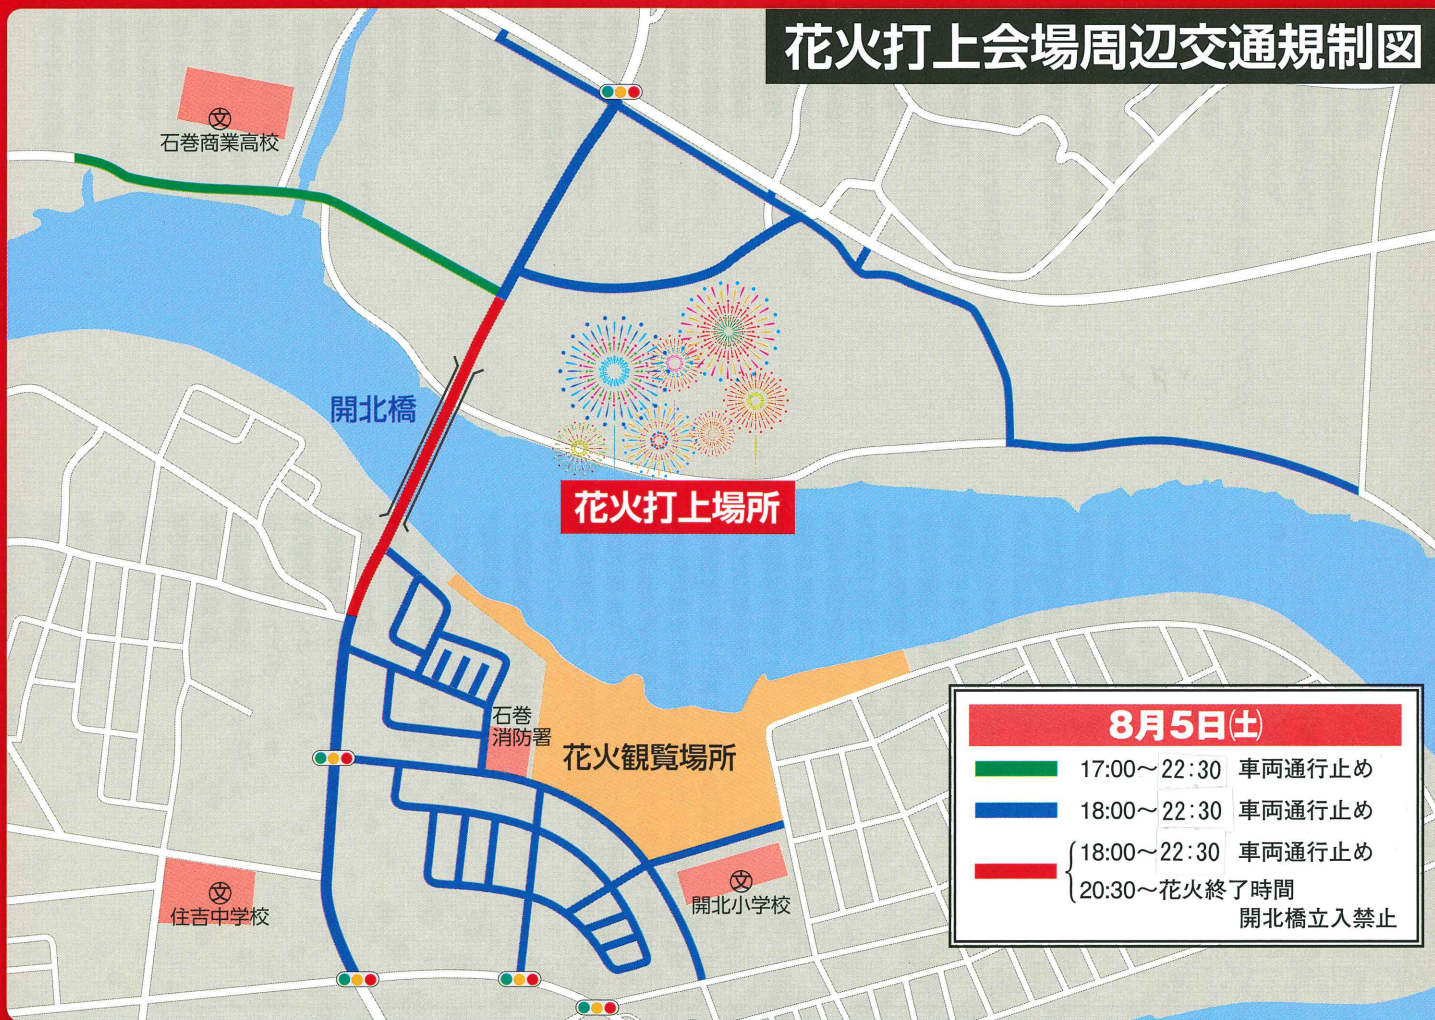 花火打上会場周辺交通規制図
文
石巻商業高校
開北橋
花火打上場所
石巻
消防署
花火観覧場所
文
住吉中学校
文
開北小学校
8月5日(土)
17:00〜22:30 車両通行止め
18:00〜22:30 車両通行止め
18:00〜22:30 車両通行止め
20:30〜花火終了時間
開北橋立入禁止